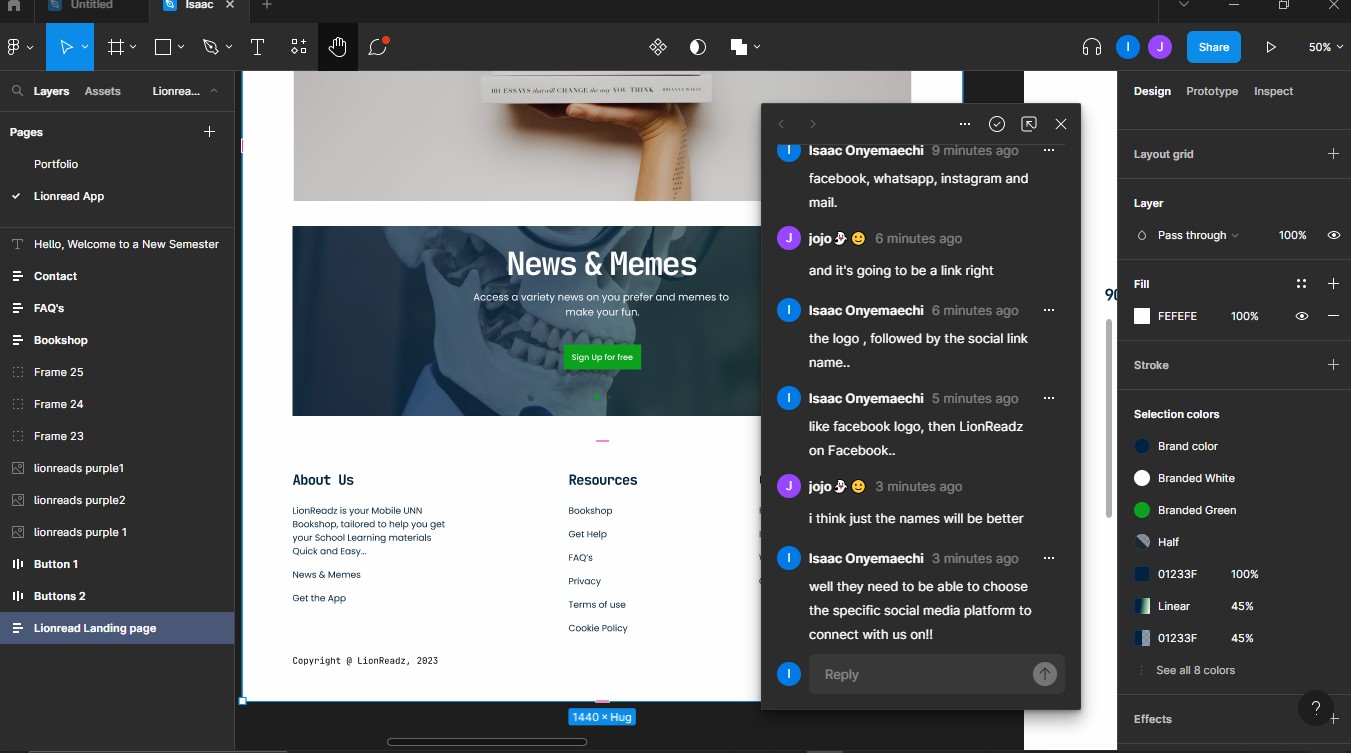 Untitled
Isaac
I
J
Share
50%
Layers
Assets
Lionrea...
Pages
Portfolio
Lionread App
Hello, Welcome to a New Semester
Contact
FAQ's
Bookshop
Frame 25
Frame 24
Frame 23
lionreads purple1
lionreads purple2
lionreads purple 1
Button 1
Buttons 2
Lionread Landing page
101 ESSAYS that will CHANGE the way YOU THINK
News & Memes
Access a variety news on you prefer and memes to
make your fun.
Sign Up for free
About Us
LionReadz is your Mobile UNN
Bookshop, tailored to help you get
your School Learning materials
Quick and Easy...
News & Memes
Get the App
Resources
Bookshop
Get Help
FAQ's
Privacy
Terms of use
Cookie Policy
Copyright @ LionReadz, 2023
1440 × Hug
I
Isaac Onyemaechi 9 minutes ago
facebook, whatsapp, instagram and
mail.
J
jojo👻🙂 6 minutes ago
and it's going to be a link right
I
Isaac Onyemaechi 6 minutes ago
the logo , followed by the social link
name..
I
Isaac Onyemaechi 5 minutes ago
like facebook logo, then LionReadz
on Facebook..
J
jojo👻🙂 3 minutes ago
i think just the names will be better
I
Isaac Onyemaechi 3 minutes ago
well they need to be able to choose
the specific social media platform to
connect with us on!!
I
Reply
Design
Prototype
Inspect
Layout grid
Layer
Pass through
100%
Fill
FEFEFE
100%
Stroke
Selection colors
Brand color
Branded White
Branded Green
Half
01233F
100%
Linear
45%
01233F
45%
See all 8 colors
Effects
?